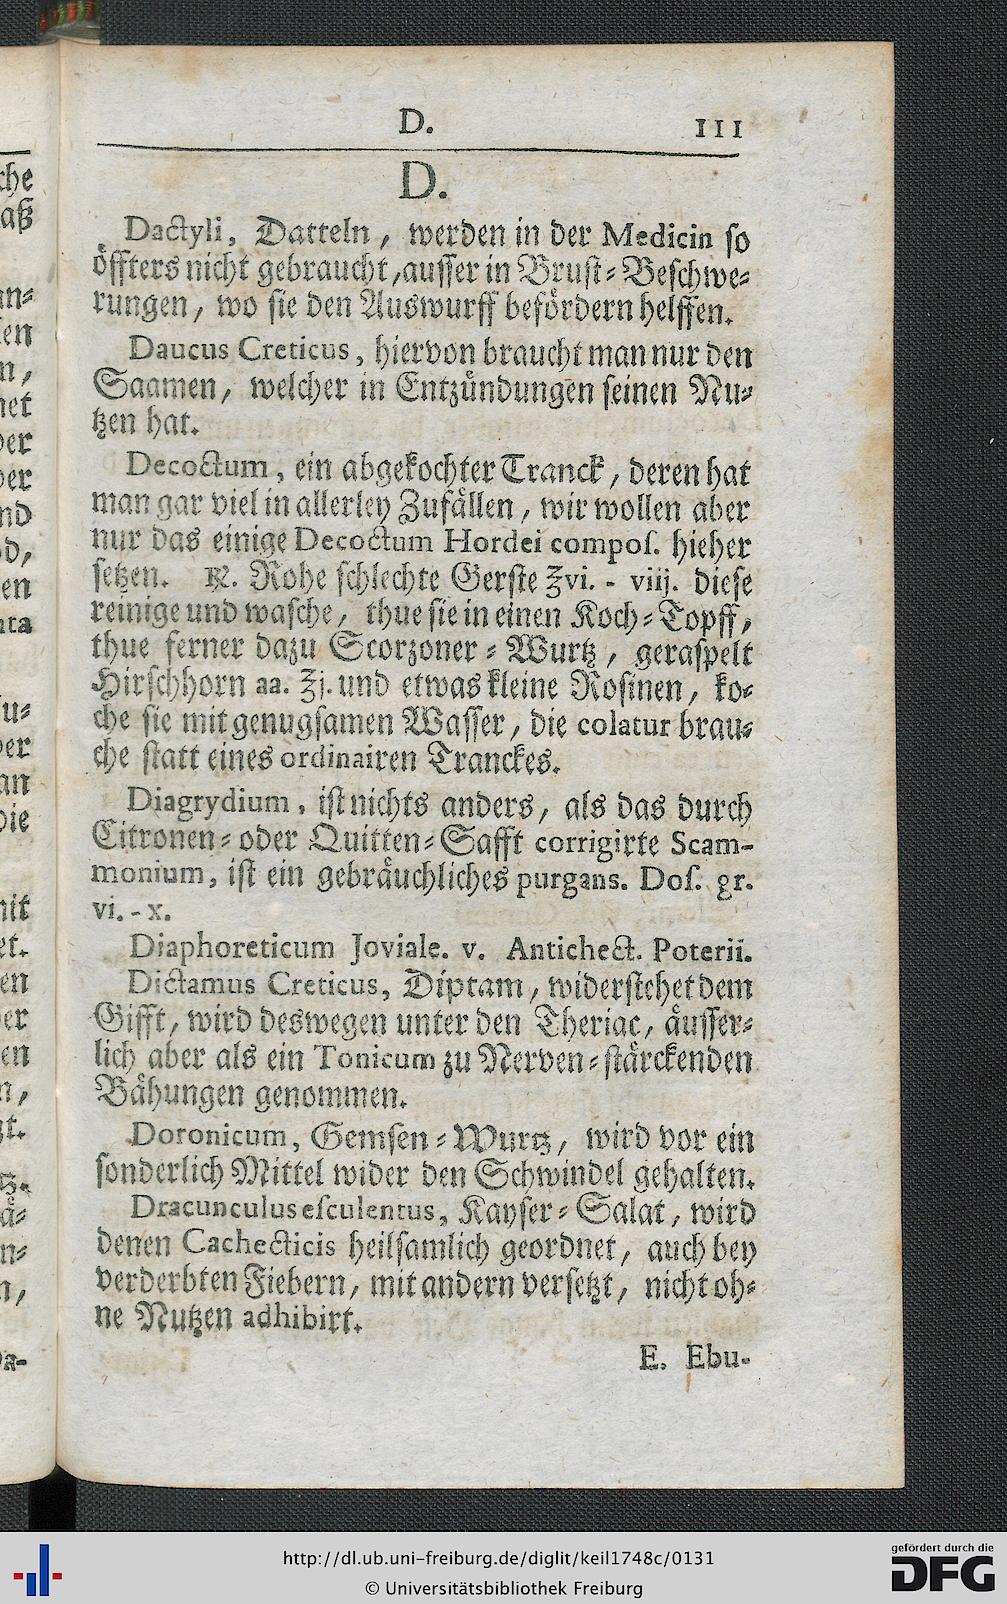 D. 111
D.
Dactyli, Datteln, werden in der Medicin so
öffters nicht gebraucht, ausser in Brust-Beschwe-
rungen, wo sie den Auswurff befördern helffen.
Daucus Creticus, hiervon braucht man nur den
Saamen, welcher in Entzündungen seinen Nu-
tzen hat.
Decoctum, ein abgekochter Tranck, deren hat
man gar viel in allerley Zufällen, wir wollen aber
nur das einige Decoctum Hordei compos. hieher
setzen. ℞. Rohe schlechte Gerste ℥vi. - viij. diese
reinige und wasche, thue sie in einen Koch-Topff,
thue ferner dazu Scorzoner-Wurtz, geraspelt
Hirschhorn aa. ℥j. und etwas kleine Rosinen, ko-
che sie mit genugsamen Wasser, die colatur brau-
che statt eines ordinairen Tranckes.
Diagrydium, ist nichts anders, als das durch
Citronen-oder Quitten-Safft corrigirte Scam-
monium, ist ein gebräuchliches purgans. Dos. gr.
vi. - x.
Diaphoreticum Joviale. v. Antichect. Poterii.
Dictamus Creticus, Diptam, widerstehet dem
Gifft, wird deswegen unter den Theriac, äusser-
lich aber als ein Tonicum zu Nerven-stärckenden
Bähungen genommen.
Doronicum, Gemsen-Wurtz, wird vor ein
sonderlich Mittel wider den Schwindel gehalten.
Dracunculus esculentus, Kayser-Salat, wird
denen Cachecticis heilsamlich geordnet, auch bey
verderbten Fiebern, mit andern versetzt, nicht oh-
ne Nutzen adhibirt.
E. Ebu-
http://dl.ub.uni-freiburg.de/diglit/keil1748c/0131
© Universitätsbibliothek Freiburg
gefördert durch die
DFG